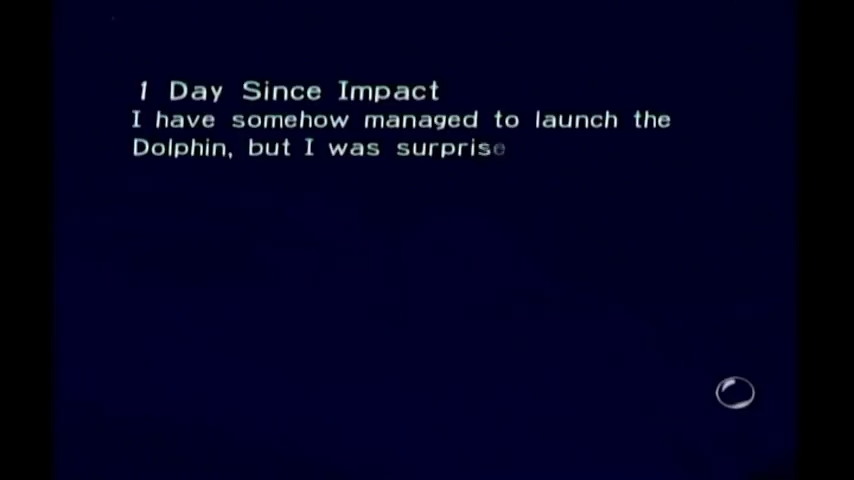 1 Day Since Impact
I have somehow managed to launch the
Dolphin, but I was surprise